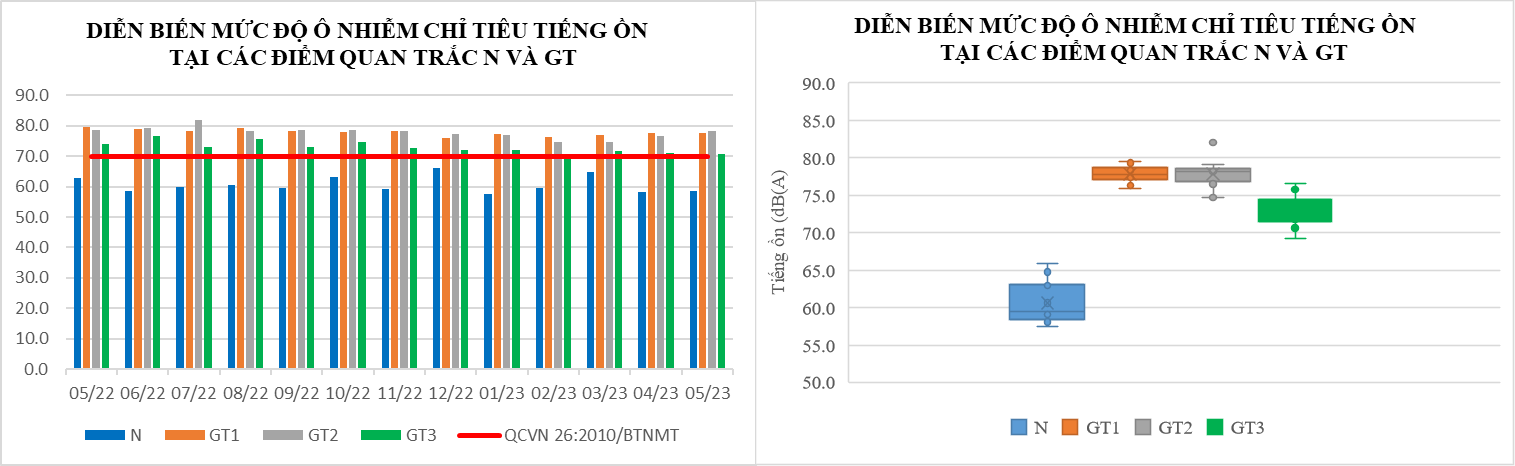 DIỄN BIẾN MỨC ĐỘ Ô NHIỄM CHỈ TIÊU TIẾNG ỒN
TẠI CÁC ĐIỂM QUAN TRẮC N VÀ GT
90.0
80.0
70.0
60.0
50.0
40.0
30.0
20.0
10.0
0.0
05/22 06/22 07/22 08/22 09/22 10/22 11/22 12/22 01/23 02/23 03/23 04/23 05/23
N GT1 GT2 GT3 QCVN 26:2010/BTNMT
DIỄN BIẾN MỨC ĐỘ Ô NHIỄM CHỈ TIÊU TIẾNG ỒN
TẠI CÁC ĐIỂM QUAN TRẮC N VÀ GT
Tiếng ồn (dB(A)
90.0
85.0
80.0
75.0
70.0
65.0
60.0
55.0
50.0
N GT1 GT2 GT3